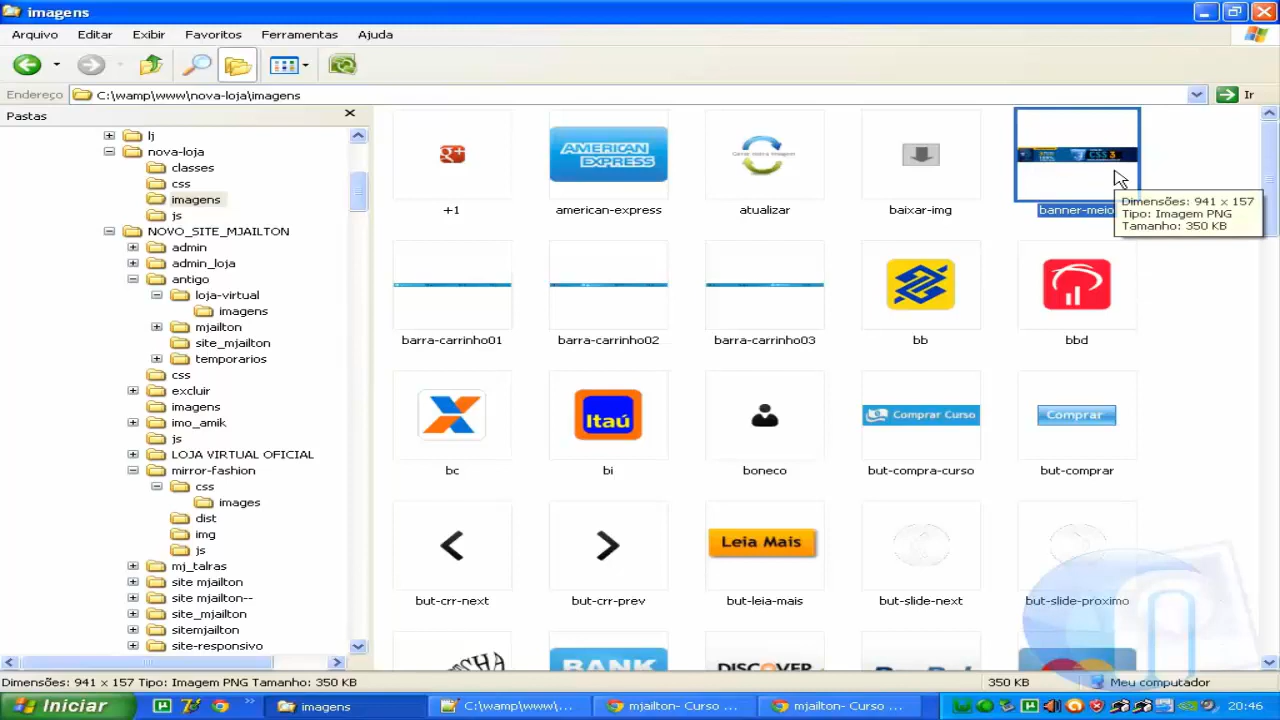 imagens
Arquivo Editar Exibir Favoritos Ferramentas Ajuda
Endereço C:\wamp\www\nova-loja\imagens Ir
Pastas
lj
nova-loja
classes
css
imagens
js
NOVO_SITE_MJAILTON
admin
admin_loja
antigo
loja-virtual
imagens
mjailton
site_mjailton
temporarios
css
excluir
imagens
imo_amik
js
LOJA VIRTUAL OFICIAL
mirror-fashion
css
images
dist
img
js
mj_talras
site mjailton
site mjailton--
site_mjailton
sitemjailton
site-responsivo
g+
AMERICAN EXPRESS
CSS 3
+1 american-express atualizar baixar-img banner-meio
Dimensões: 941 x 157
Tipo: Imagem PNG
Tamanho: 350 KB
barra-carrinho01 barra-carrinho02 barra-carrinho03 bb bbd
Itaú
Comprar Curso
Comprar
bc bi boneco but-compra-curso but-comprar
Leia Mais
but-crr-next but-crr-prev but-leia-mais but-slide-next but-slide-proximo
BANK
DISCOVER
Dimensões: 941 x 157 Tipo: Imagem PNG Tamanho: 350 KB 350 KB Meu computador
Iniciar imagens C:\wamp\www\... mjailton- Curso ... mjailton- Curso ... 20:46